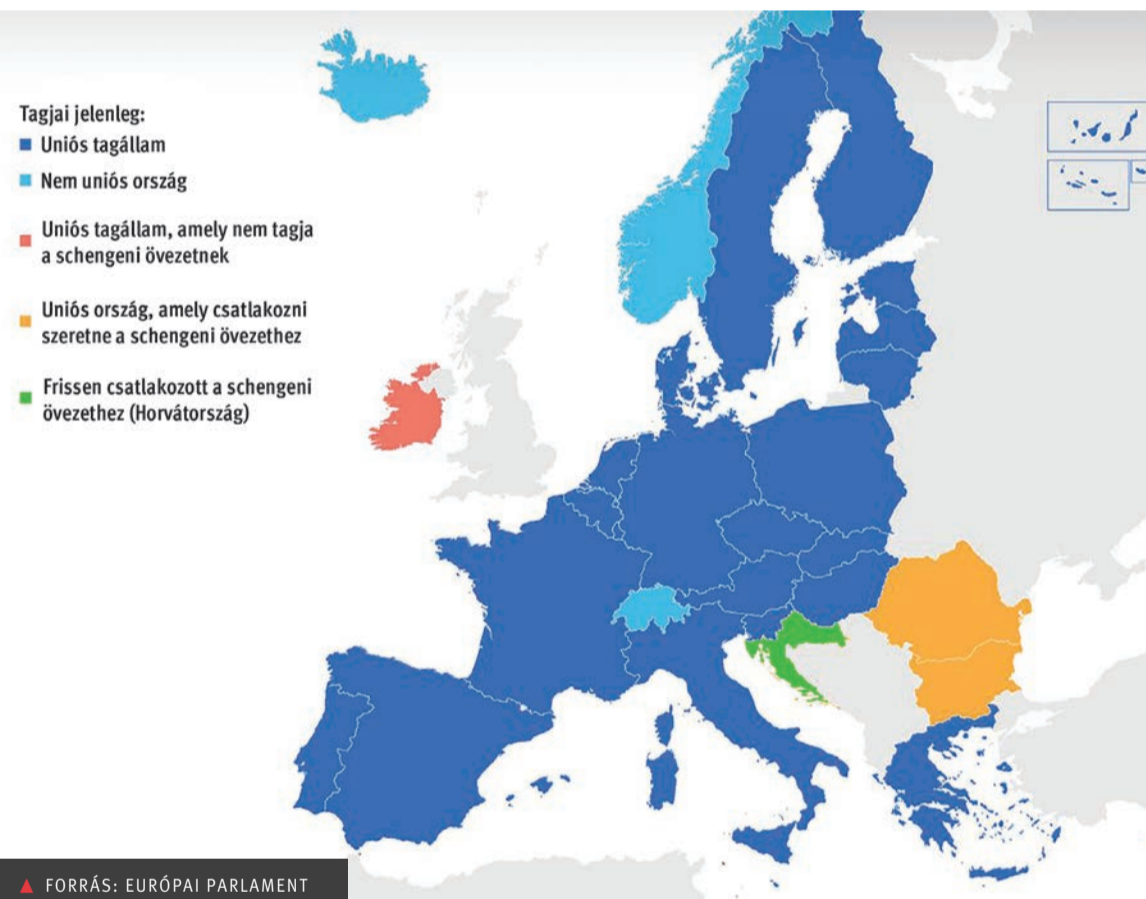 Tagjai jelenleg:
Uniós tagállam
Nem uniós ország
Uniós tagállam, amely nem tagja
a schengeni övezetnek
Uniós ország, amely csatlakozni
szeretne a schengeni övezethez
Frissen csatlakozott a schengeni
övezethez (Horvátország)
FORRÁS: EURÓPAI PARLAMENT